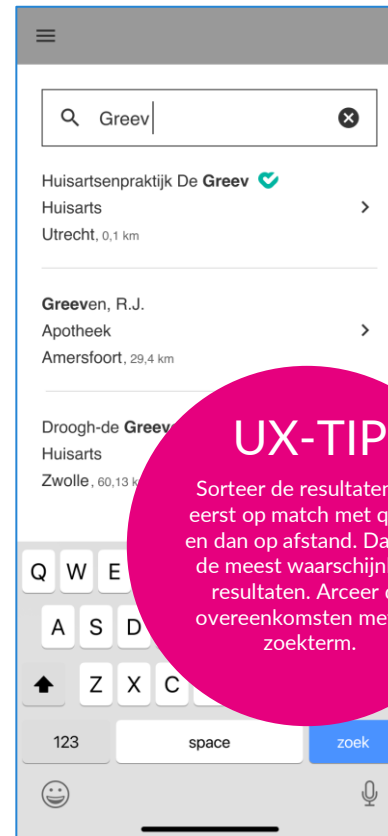 Greev
Huisartsenpraktijk De Greev
Huisarts
Utrecht, 0,1 km
Greeven, R.J.
Apotheek
Amersfoort, 29,4 km
Droogh-de Greev
Huisarts
Zwolle, 60,13
UX-TIP
Sorteer de resultaten
eerst op match met
en dan op afstand.
de meest
resultaten. Arceer
overeenkomsten
zoekterm.
Q W E
A S D
Z X C
123 space zoek